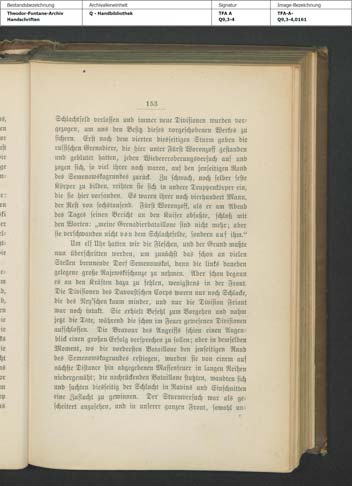 Bestandsbezeichnung
Archivalieneinheit
Signatur
Image-Bezeichnung
Theodor-Fontane-Archiv
Handschriften
Q - Handbibliothek
TFA A
Q9,3-4
TFA-A-
Q9,3-4,0161
153
Schlachtfeld verlassen und immer neue Divisionen wurden vor-
gezogen, um uns den Besitz dieses vorgeschobenen Werkes zu
sichern. Erst nach dem vierten diesseitigen Sturm gaben die
russischen Grenadiere, die hier unter Fürst Woronzoff gestanden
und geblutet hatten, jeden Wiedereroberungsversuch auf und
zogen sich, so viel ihrer noch waren, auf den jenseitigen Rand
des Semenowskagrundes zurück. Zu schwach, noch selber feste
Körper zu bilden, reihten sie sich in andere Truppenkörper ein,
die sie hier vorfanden. Es waren ihrer noch vierhundert Mann,
der Rest von sechstausend. Fürst Woronzoff, als er am Abend
des Tages seinen Bericht an den Kaiser abfaßte, schloß mit
den Worten: „meine Grenadierbataillone sind nicht mehr; aber
sie verschwanden nicht von dem Schlachtfelde, sondern auf ihm.“
Um elf Uhr hatten wir die Fleschen, und der Grund mußte
nun überschritten werden, um zunächst das schon an vielen
Stellen brennende Dorf Semenowskoi, dann die links daneben
gelegene große Rajewskischanze zu nehmen. Aber schon begann
es an den Kräften dazu zu fehlen, wenigstens in der Front.
Die Divisionen des Davoustschen Corps waren nur noch Schlacke,
die des Ney'schen kaum minder, und nur die Division Friant
war noch intakt. Sie erhielt Befehl zum Vorgehen und nahm
jetzt die Tete, während die schon im Feuer gewesenen Divisionen
aufschlossen. Die Bravour des Angriffs schien einen Augen-
blick einen großen Erfolg versprechen zu sollen; aber in demselben
Moment, wo die vordersten Bataillone den jenseitigen Rand
des Semenowskagrundes erstiegen, wurden sie von einem auf
nächste Distance hin abgegebenen Massenfeuer in langen Reihen
niedergemäht; die nachrückenden Bataillone stutzten, wandten sich
und suchten diesseitig der Schlucht in Ravins und Einschnitten
eine Zuflucht zu gewinnen. Der Sturmversuch war als ge-
scheitert anzusehen, und in unserer ganzen Front, sowohl un-